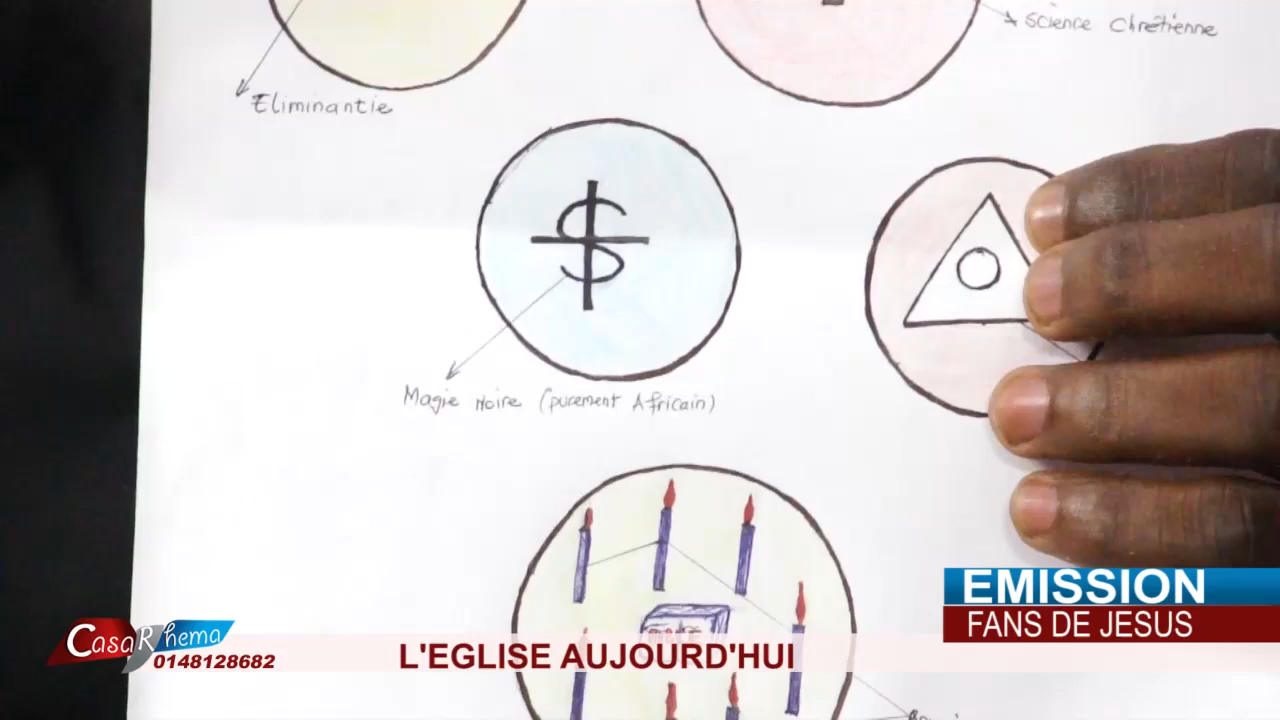 Science Chrétienne
Eliminantie
$
Magie Noire (purement Africain)
EMISSION
FANS DE JESUS
CasaRhema
0148128682
L'EGLISE AUJOURD'HUI